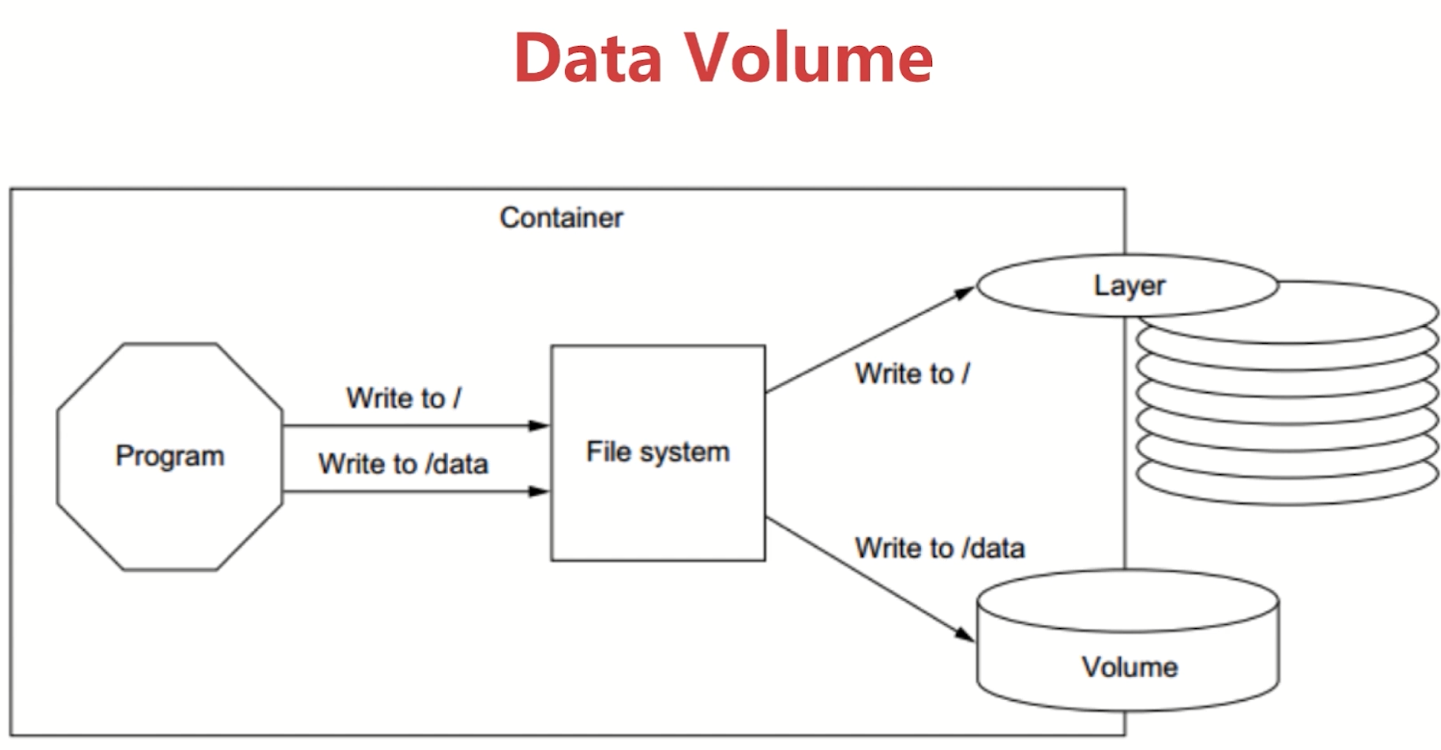 Data Volume
Container
Layer
Write to /
Write to /
Write to /data
Program
File system
Write to /data
Volume